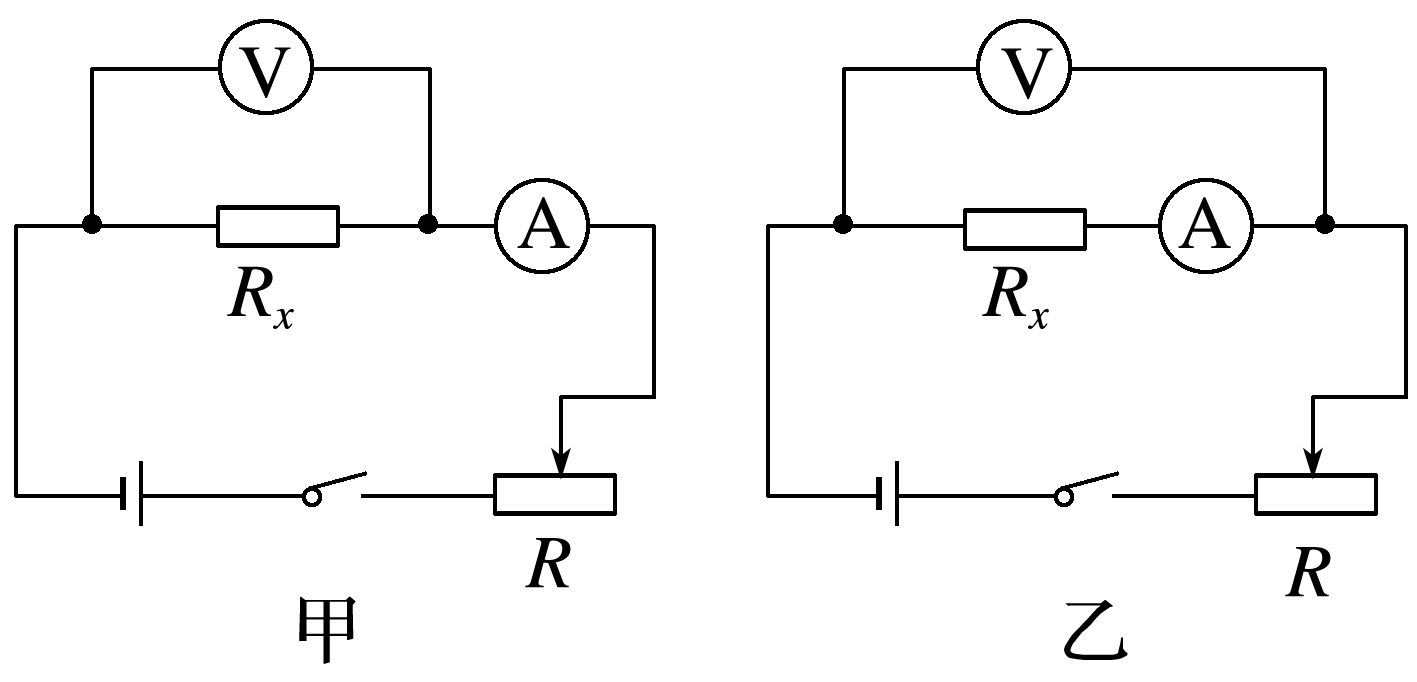 V V
A A
Rx Rx
R R
甲 乙